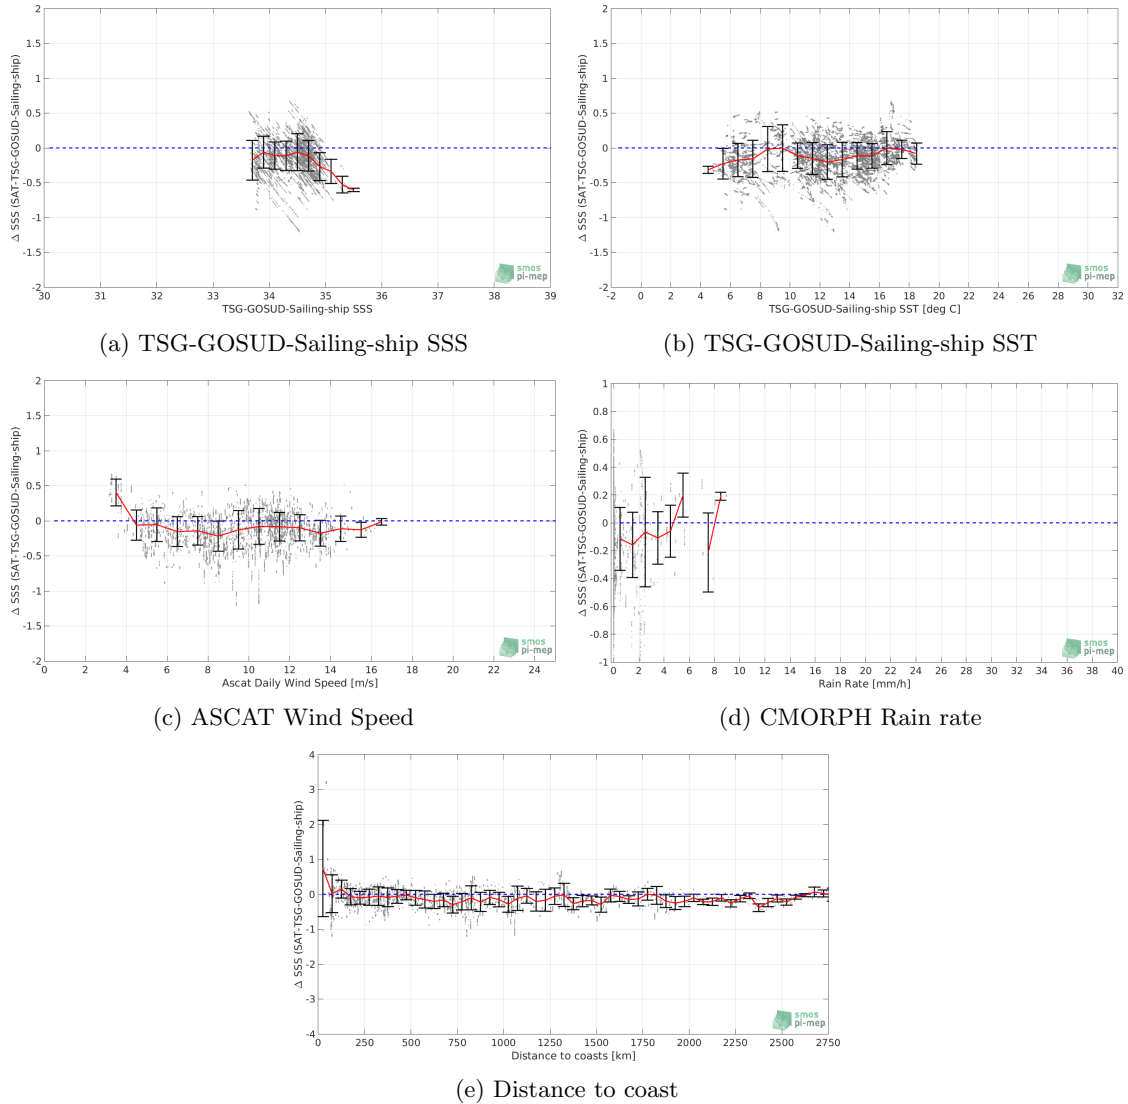 2
1.5
1
0.5
0
-0.5
-1
-1.5
-2
Δ SSS (SAT-TSG-GOSUD-Sailing-ship)
30 31 32 33 34 35 36 37 38 39
TSG-GOSUD-Sailing-ship SSS
smos
pi-mep
(a) TSG-GOSUD-Sailing-ship SSS
2
1.5
1
0.5
0
-0.5
-1
-1.5
-2
Δ SSS (SAT-TSG-GOSUD-Sailing-ship)
-2 0 2 4 6 8 10 12 14 16 18 20 22 24 26 28 30 32
TSG-GOSUD-Sailing-ship SST [deg C]
smos
pi-mep
(b) TSG-GOSUD-Sailing-ship SST
2
1.5
1
0.5
0
-0.5
-1
-1.5
-2
Δ SSS (SAT-TSG-GOSUD-Sailing-ship)
0 2 4 6 8 10 12 14 16 18 20 22 24
Ascat Daily Wind Speed [m/s]
smos
pi-mep
(c) ASCAT Wind Speed
1
0.8
0.6
0.4
0.2
0
-0.2
-0.4
-0.6
-0.8
-1
Δ SSS (SAT-TSG-GOSUD-Sailing-ship)
0 2 4 6 8 10 12 14 16 18 20 22 24 26 28 30 32 34 36 38 40
Rain Rate [mm/h]
smos
pi-mep
(d) CMORPH Rain rate
4
3
2
1
0
-1
-2
-3
-4
Δ SSS (SAT-TSG-GOSUD-Sailing-ship)
0 250 500 750 1000 1250 1500 1750 2000 2250 2500 2750
Distance to coasts [km]
smos
pi-mep
(e) Distance to coast